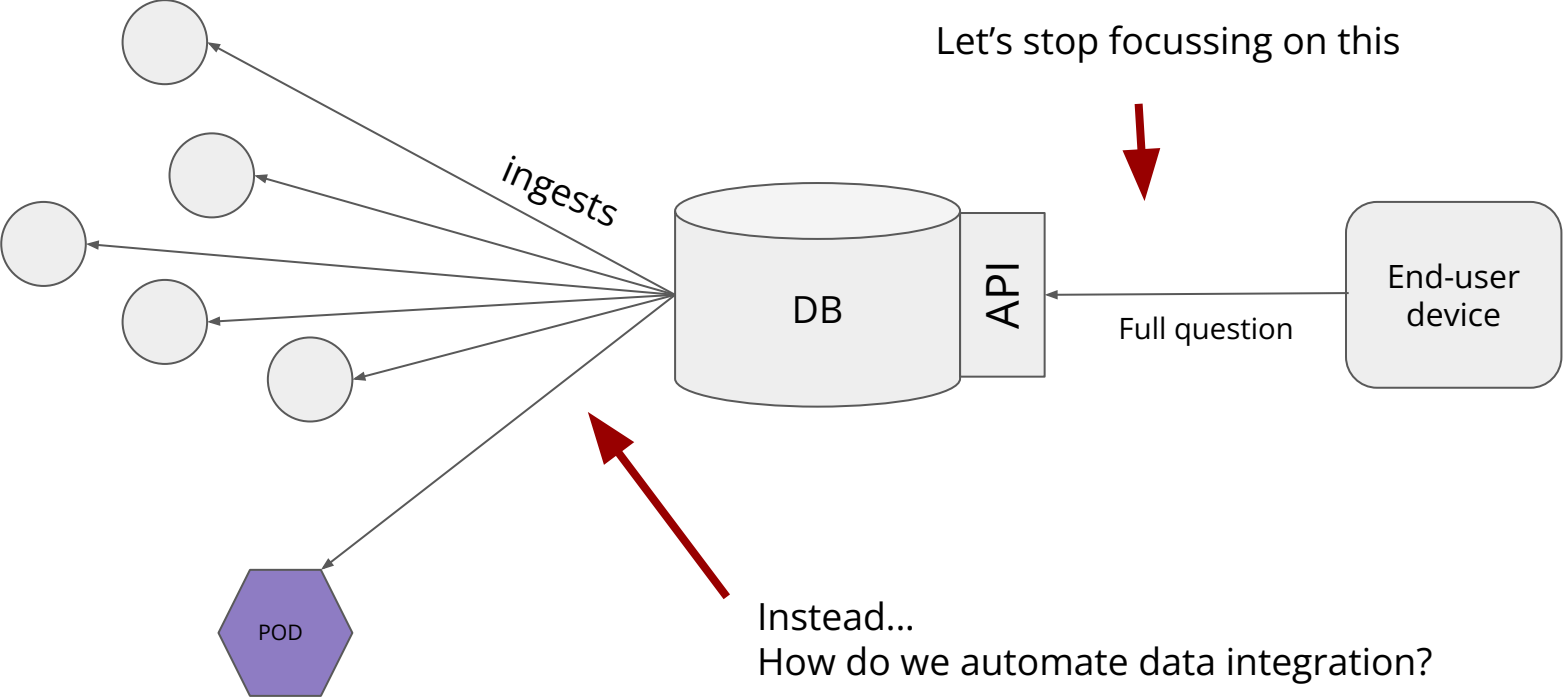 Let's stop focussing on this
ingests
DB
API
Full question
End-user
device
POD
Instead...
How do we automate data integration?